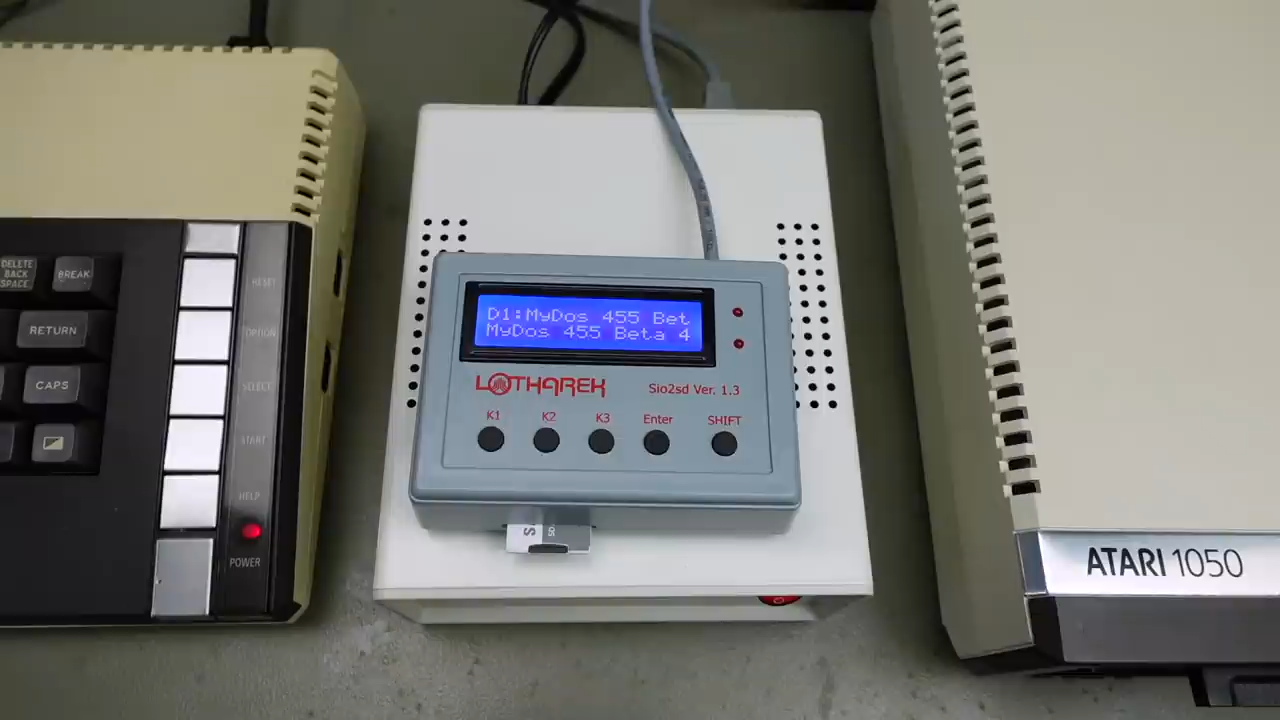 DELETE
BACK
SPACE
BREAK
RETURN
CAPS
RESET
OPTION
SELECT
START
HELP
POWER
D1:MyDos 455 Bet
MyDos 455 Beta 4
LOTHAREK
Sio2sd Ver. 1.3
K1 K2 K3 Enter SHIFT
ATARI 1050